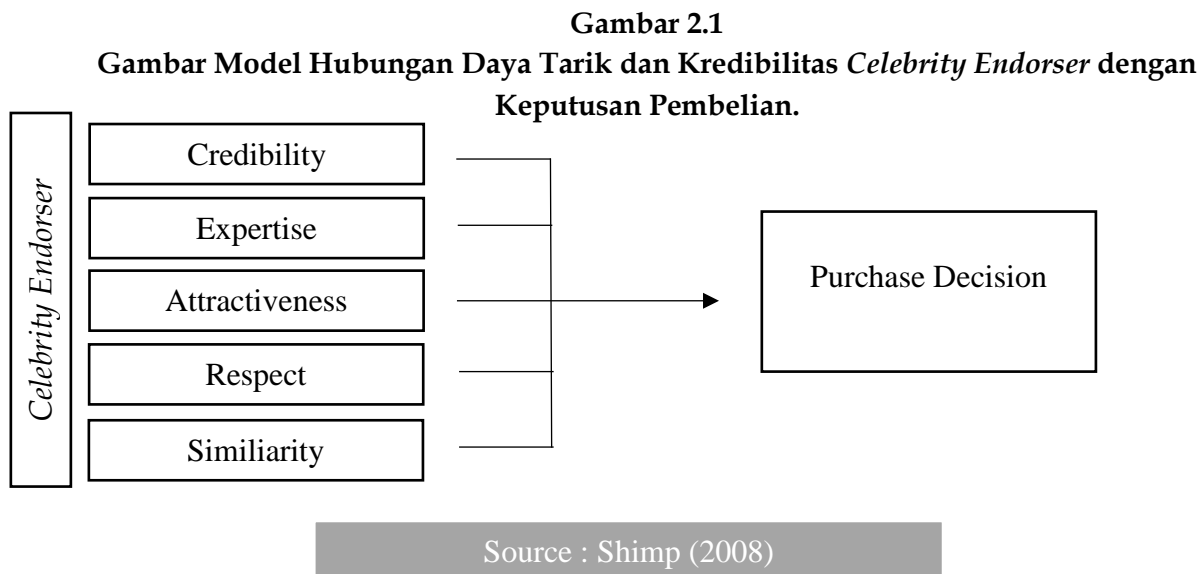 Gambar 2.1
Gambar Model Hubungan Daya Tarik dan Kredibilitas Celebrity Endorser dengan
Keputusan Pembelian.
Celebrity Endorser
Credibility
Expertise
Attractiveness
Respect
Similiarity
Purchase Decision
Source : Shimp (2008)